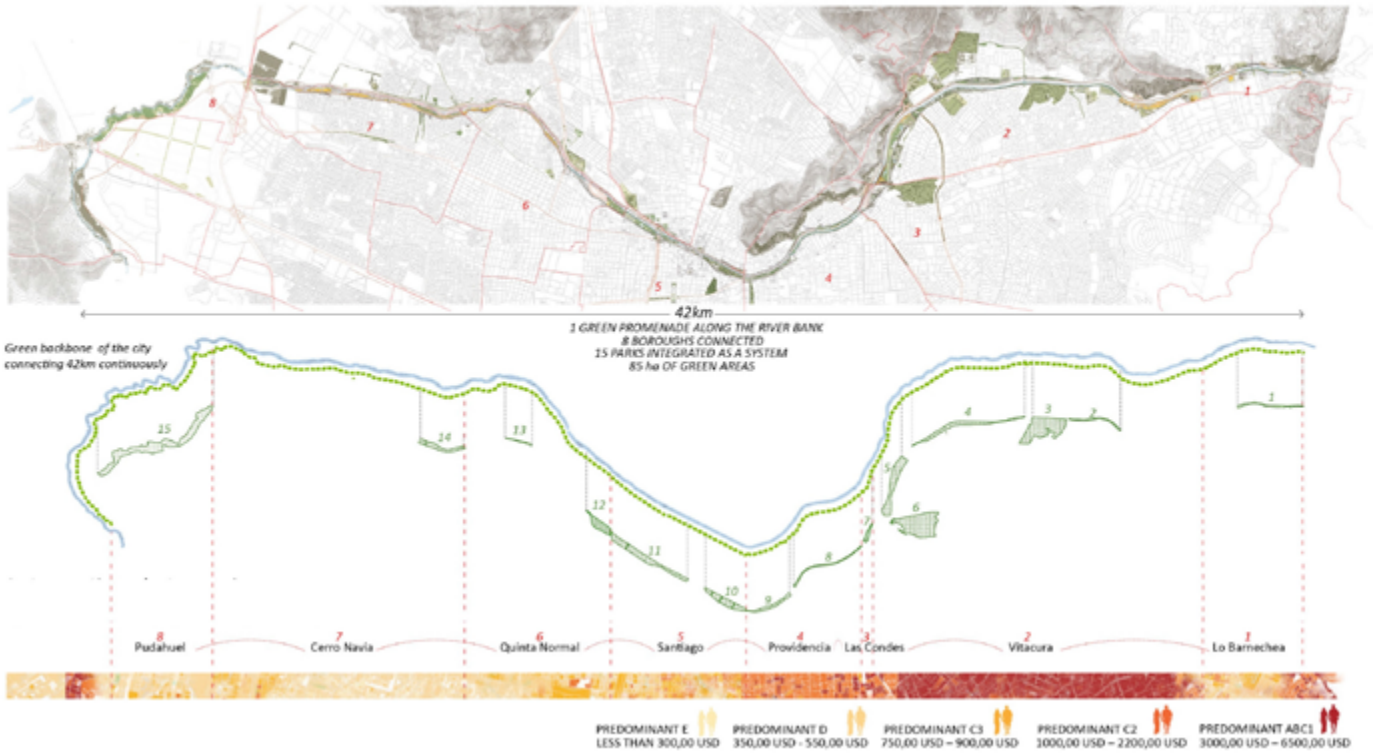 8
7
6
5
4
3
2
1
42km
1 GREEN PROMENADE ALONG THE RIVER BANK
8 BOROUGHS CONNECTED
15 PARKS INTEGRATED AS A SYSTEM
85 ha OF GREEN AREAS
Green backbone of the city
connecting 42km continuously
15
14
13
12
11
10
9
8
7
6
5
4
3
2
1
8 7 6 5 4 3 2 1
Pudahuel Cerro Navia Quinta Normal Santiago Providencia Las Condes Vitacura Lo Barnechea
PREDOMINANT E
LESS THAN 300,00 USD
PREDOMINANT D
350,00 USD - 550,00 USD
PREDOMINANT C3
750,00 USD – 900,00 USD
PREDOMINANT C2
1000,00 USD – 2200,00 USD
PREDOMINANT ABC1
3000,00 USD – 6500,00 USD